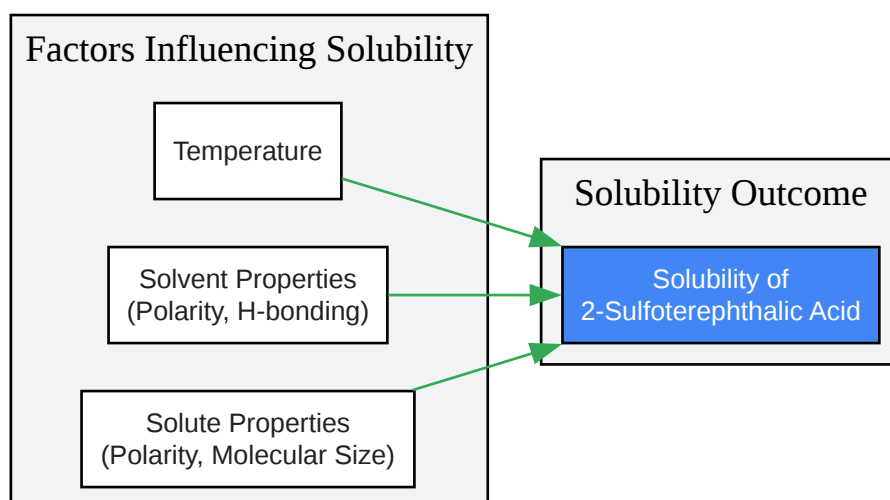 Factors Influencing Solubility
Temperature
Solvent Properties
(Polarity, H-bonding)
Solute Properties
(Polarity, Molecular Size)
Solubility Outcome
Solubility of
2-Sulfoterephthalic Acid